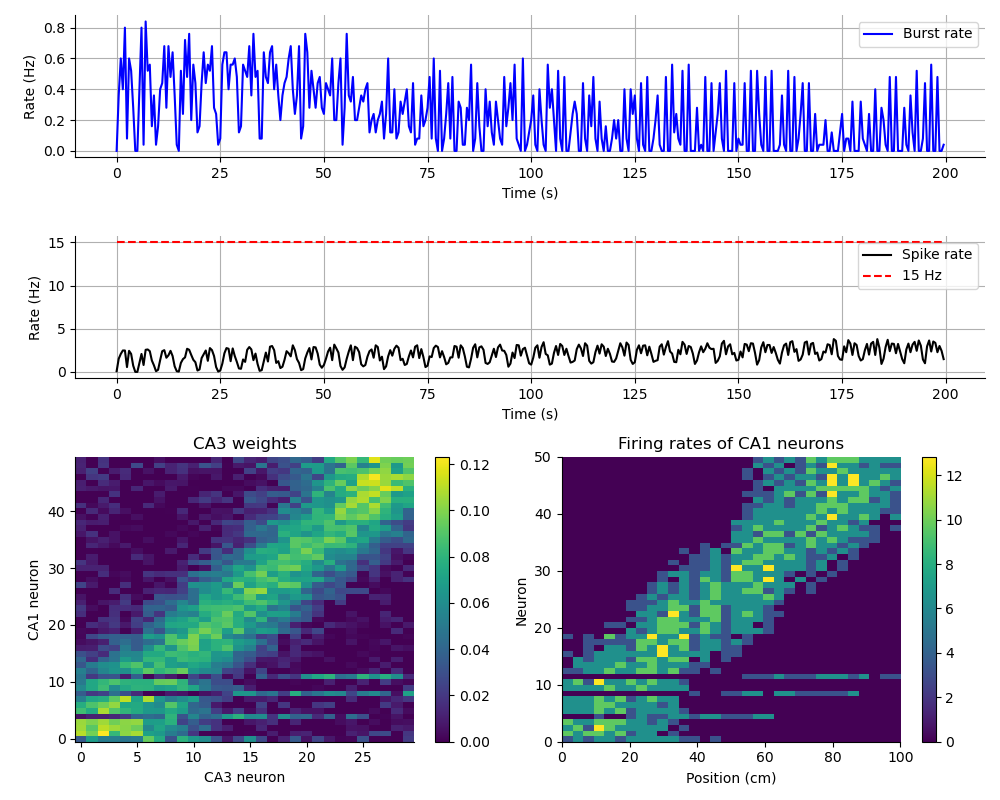 Rate (Hz)
0.8
0.6
0.4
0.2
0.0
Burst rate
0 25 50 75 100 125 150 175 200
Time (s)
Rate (Hz)
15
10
5
0
Spike rate
15 Hz
0 25 50 75 100 125 150 175 200
Time (s)
CA3 weights
CA1 neuron
40
30
20
10
0
0 5 10 15 20 25
CA3 neuron
0.12
0.10
0.08
0.06
0.04
0.02
0.00
Firing rates of CA1 neurons
Neuron
50
40
30
20
10
0
0 20 40 60 80 100
Position (cm)
12
10
8
6
4
2
0